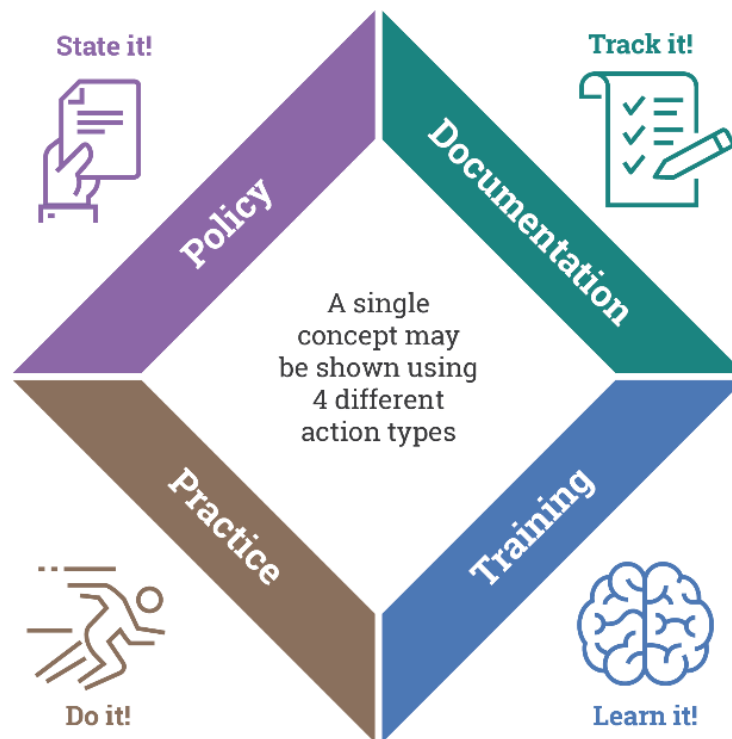 State it!
Track it!
Policy
Documentation
A single
concept may
be shown using
4 different
action types
Practice
Training
Do it!
Learn it!